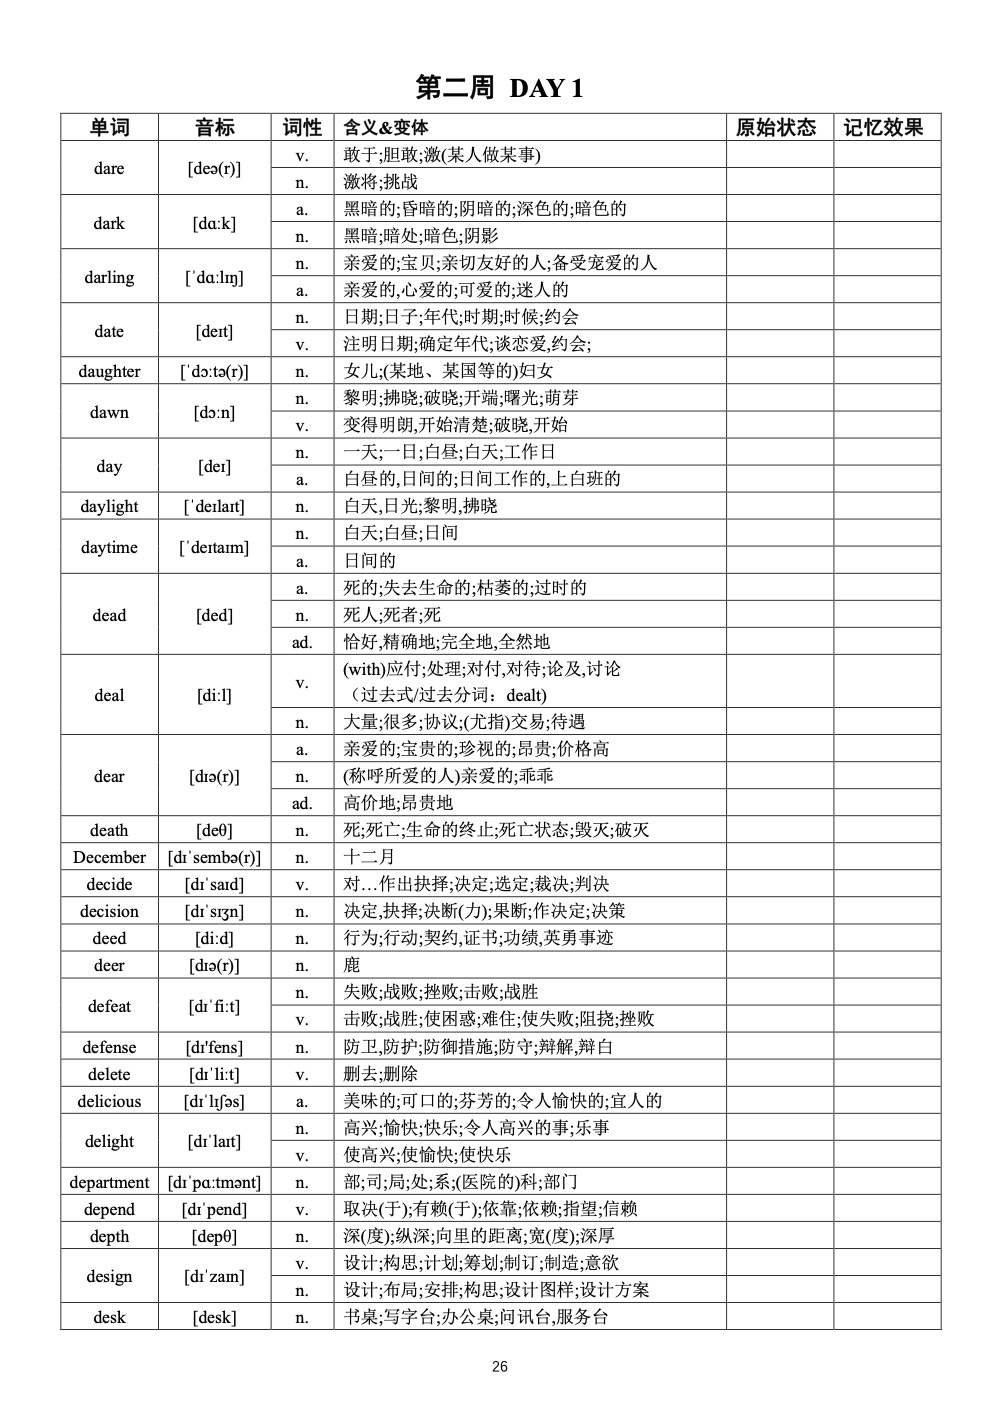 第二周 DAY 1
单词 音标 词性 含义&变体 原始状态 记忆效果
dare [deə(r)] v. 敢于;胆敢;激(某人做某事)
n. 激将;挑战
dark [dɑːk] a. 黑暗的;昏暗的;阴暗的;深色的;暗色的
n. 黑暗;暗处;暗色;阴影
darling [ˈdɑːlɪŋ] n. 亲爱的;宝贝;亲切友好的人;备受宠爱的人
a. 亲爱的,心爱的;可爱的;迷人的
date [deɪt] n. 日期;日子;年代;时期;时候;约会
v. 注明日期;确定年代;谈恋爱,约会;
daughter [ˈdɔːtə(r)] n. 女儿;(某地、某国等的)妇女
dawn [dɔːn] n. 黎明;拂晓;破晓;开端;曙光;萌芽
v. 变得明朗,开始清楚;破晓,开始
day [deɪ] n. 一天;一日;白昼;白天;工作日
a. 白昼的,日间的;日间工作的,上白班的
daylight [ˈdeɪlaɪt] n. 白天,日光;黎明,拂晓
daytime [ˈdeɪtaɪm] n. 白天;白昼;日间
a. 日间的
dead [ded] a. 死的;失去生命的;枯萎的;过时的
n. 死人;死者;死
ad. 恰好,精确地;完全地,全然地
deal [diːl] v. (with)应付;处理;对付,对待;论及,讨论
（过去式/过去分词：dealt)
n. 大量;很多;协议;(尤指)交易;待遇
dear [dɪə(r)] a. 亲爱的;宝贵的;珍视的;昂贵;价格高
n. (称呼所爱的人)亲爱的;乖乖
ad. 高价地;昂贵地
death [deθ] n. 死;死亡;生命的终止;死亡状态;毁灭;破灭
December [dɪˈsembə(r)] n. 十二月
decide [dɪˈsaɪd] v. 对…作出抉择;决定;选定;裁决;判决
decision [dɪˈsɪʒn] n. 决定,抉择;决断(力);果断;作决定;决策
deed [diːd] n. 行为;行动;契约,证书;功绩,英勇事迹
deer [dɪə(r)] n. 鹿
defeat [dɪˈfiːt] n. 失败;战败;挫败;击败;战胜
v. 击败;战胜;使困惑;难住;使失败;阻挠;挫败
defense [dɪ'fens] n. 防卫,防护;防御措施;防守;辩解,辩白
delete [dɪˈliːt] v. 删去;删除
delicious [dɪˈlɪʃəs] a. 美味的;可口的;芬芳的;令人愉快的;宜人的
delight [dɪˈlaɪt] n. 高兴;愉快;快乐;令人高兴的事;乐事
v. 使高兴;使愉快;使快乐
department [dɪˈpɑːtmənt] n. 部;司;局;处;系;(医院的)科;部门
depend [dɪˈpend] v. 取决(于);有赖(于);依靠;依赖;指望;信赖
depth [depθ] n. 深(度);纵深;向里的距离;宽(度);深厚
design [dɪˈzaɪn] v. 设计;构思;计划;筹划;制订;制造;意欲
n. 设计;布局;安排;构思;设计图样;设计方案
desk [desk] n. 书桌;写字台;办公桌;问讯台,服务台
26